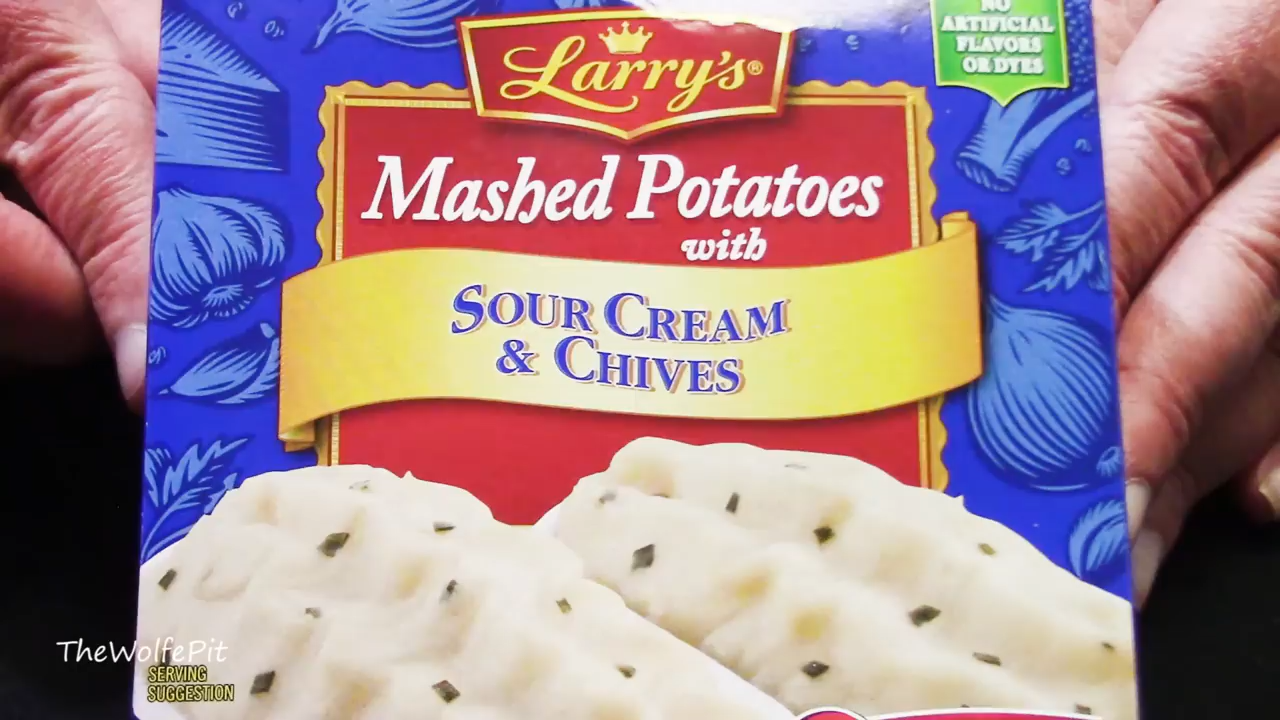 NO
ARTIFICIAL
FLAVORS
OR DYES
Larry's®
Mashed Potatoes
with
SOUR CREAM
& CHIVES
TheWolfePit
SERVING
SUGGESTION